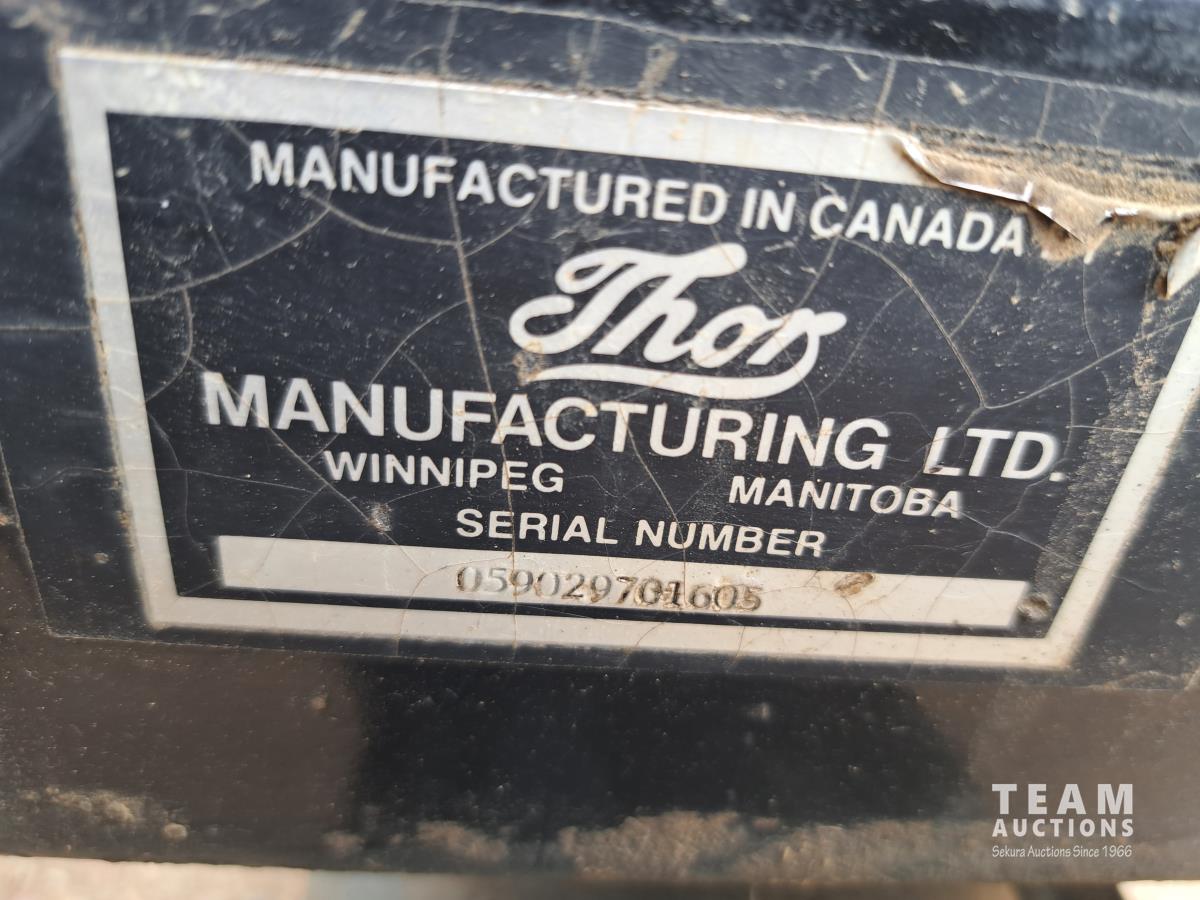 MANUFACTURED IN CANADA
Thor
MANUFACTURING LTD.
WINNIPEG MANITOBA
SERIAL NUMBER
059029701605
TEAM
AUCTIONS
Sekura Auctions Since 1966